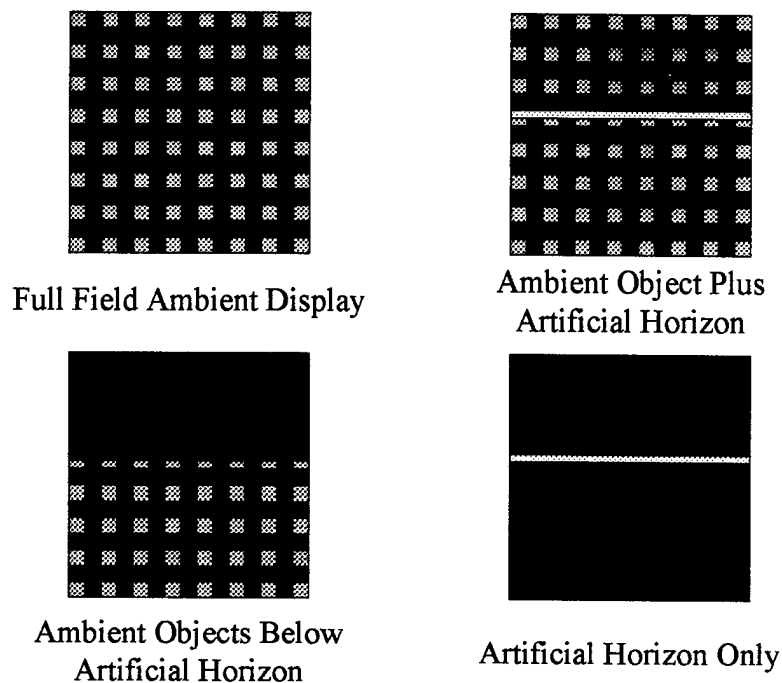 Full Field Ambient Display
Ambient Object Plus
Artificial Horizon
Ambient Objects Below
Artificial Horizon
Artificial Horizon Only